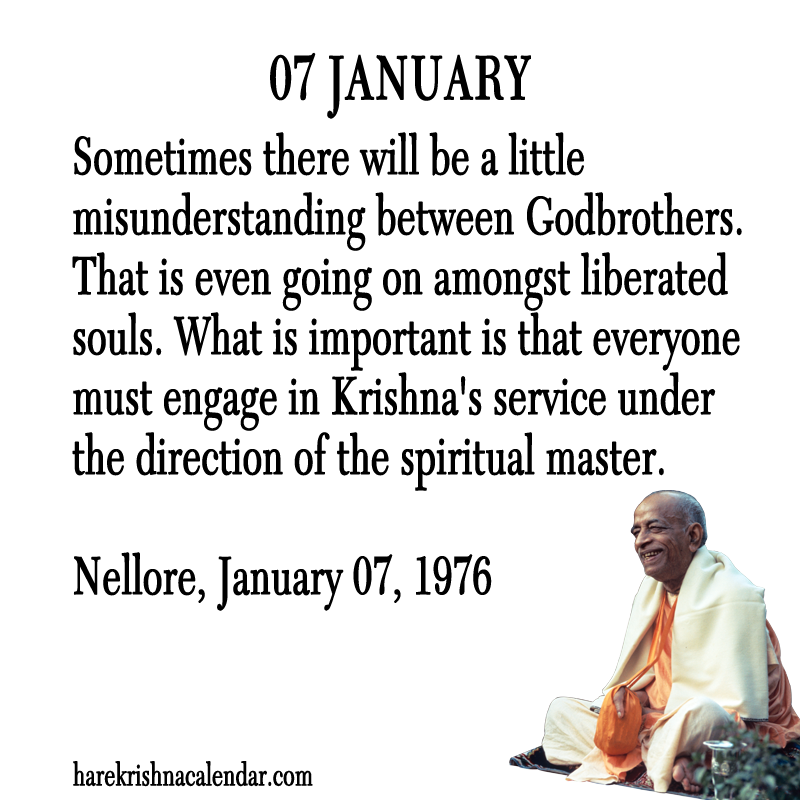 07 JANUARY
Sometimes there will be a little
misunderstanding between Godbrothers.
That is even going on amongst liberated
souls. What is important is that everyone
must engage in Krishna's service under
the direction of the spiritual master.
Nellore, January 07, 1976
harekrishnacalendar.com